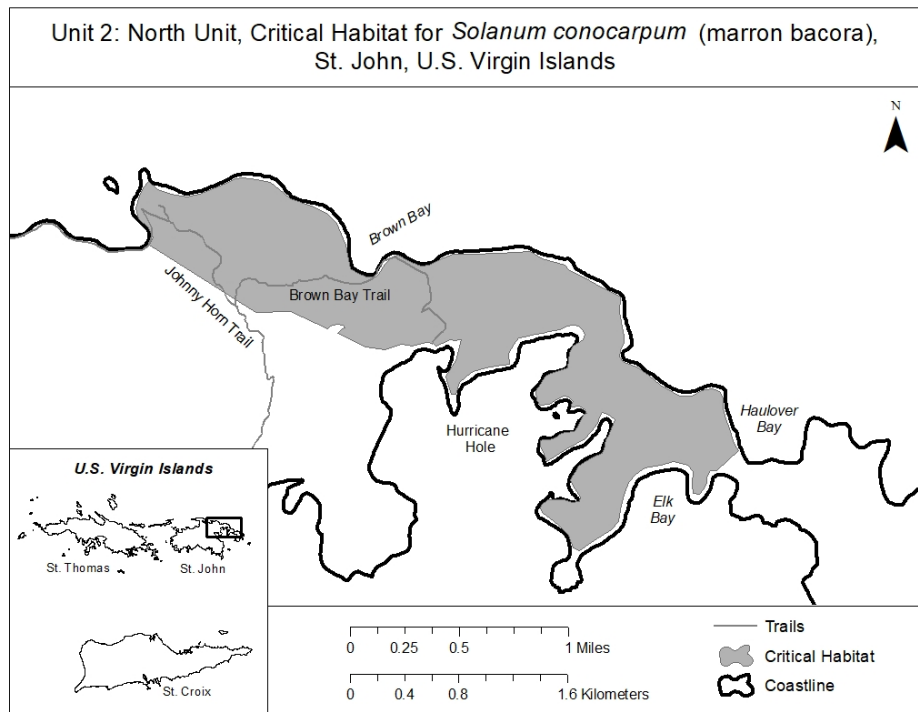 Unit 2: North Unit, Critical Habitat for Solanum conocarpum (marron bacora),
St. John, U.S. Virgin Islands
N
Brown Bay
Johnny Horn Trail
Brown Bay Trail
Hurricane
Hole
Haulover
Bay
Elk
Bay
U.S. Virgin Islands
St. Thomas
St. John
St. Croix
0 0.25 0.5 1 Miles
0 0.4 0.8 1.6 Kilometers
Trails
Critical Habitat
Coastline